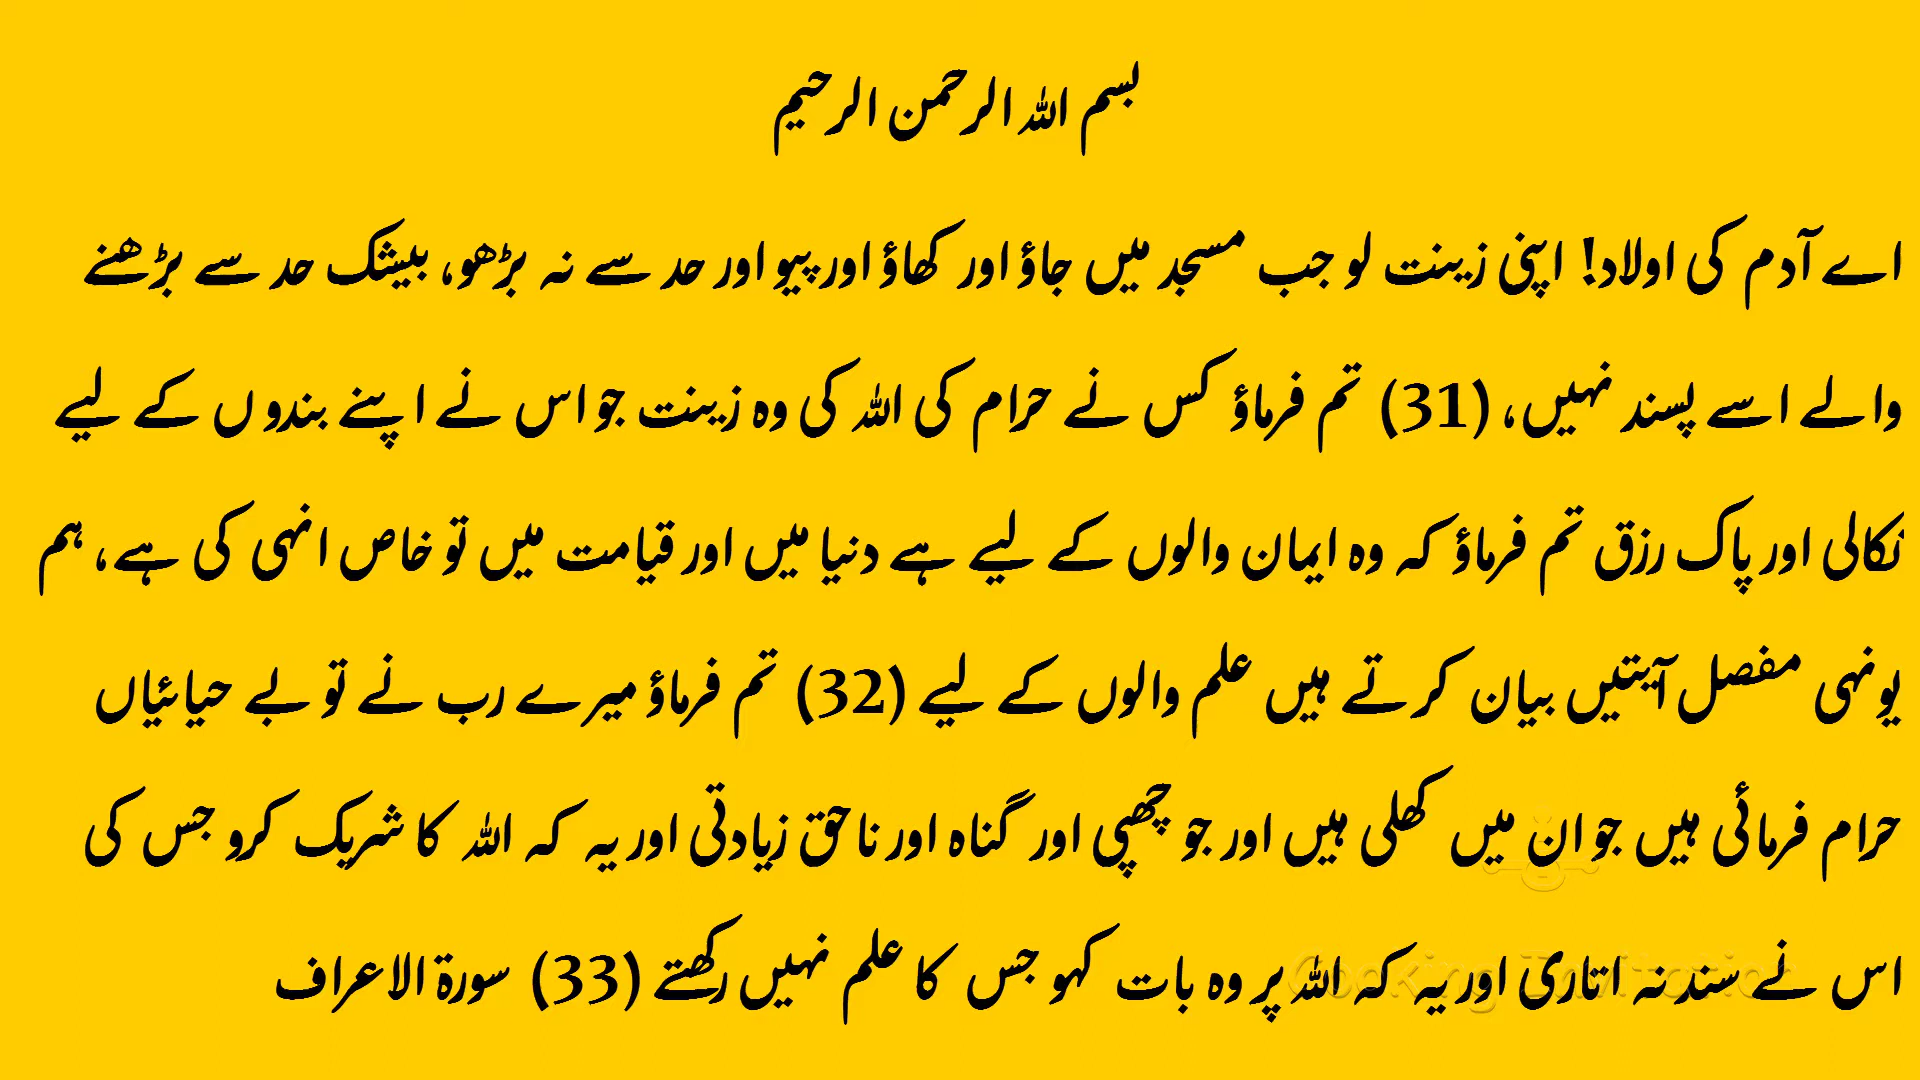 بسم اللہ الرحمن الرحیم
اے آدم کی اولاد! اپنی زینت لو جب مسجد میں جاؤ اور کھاؤ اور پیو اور حد سے نہ بڑھو، بیشک حد سے بڑھنے
والے اسے پسند نہیں، (31) تم فرماؤ کس نے حرام کی اللہ کی وہ زینت جو اس نے اپنے بندوں کے لیے
نکالی اور پاک رزق تم فرماؤ کہ وہ ایمان والوں کے لیے ہے دنیا میں اور قیامت میں تو خاص انہی کی ہے، ہم
یونہی مفصل آیتیں بیان کرتے ہیں علم والوں کے لیے (32) تم فرماؤ میرے رب نے تو بے حیائیاں
حرام فرمائی ہیں جو ان میں کھلی ہیں اور جو چھپی اور گناہ اور ناحق زیادتی اور یہ کہ اللہ کا شریک کرو جس کی
اس نے سند نہ اتاری اور یہ کہ اللہ پر وہ بات کہو جس کا علم نہیں رکھتے (33) سورۃ الاعراف
Cooking Invitation